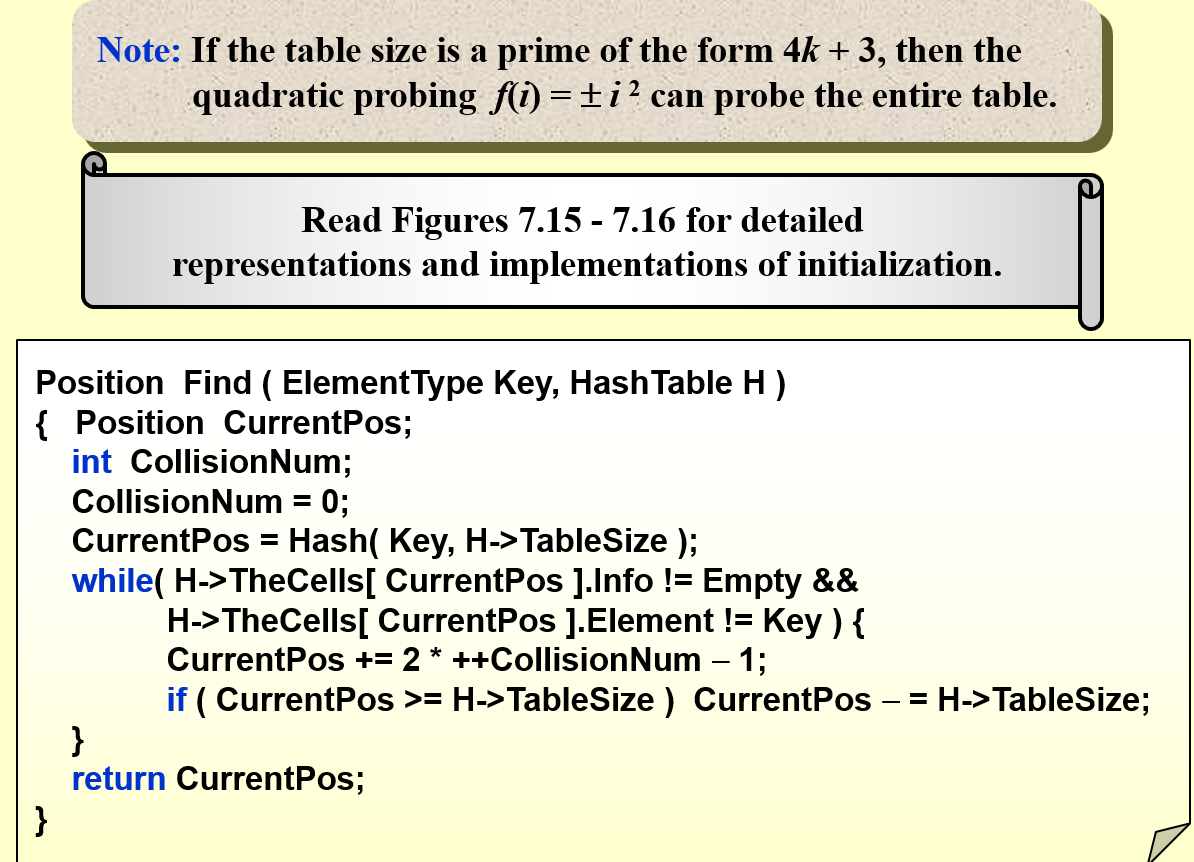 Note: If the table size is a prime of the form 4k + 3, then the
quadratic probing f(i) = ± i ² can probe the entire table.
Read Figures 7.15 - 7.16 for detailed
representations and implementations of initialization.
Position Find ( ElementType Key, HashTable H )
{ Position CurrentPos;
int CollisionNum;
CollisionNum = 0;
CurrentPos = Hash( Key, H->TableSize );
while( H->TheCells[ CurrentPos ].Info != Empty &&
H->TheCells[ CurrentPos ].Element != Key ) {
CurrentPos += 2 * ++CollisionNum – 1;
if ( CurrentPos >= H->TableSize ) CurrentPos – = H->TableSize;
}
return CurrentPos;
}